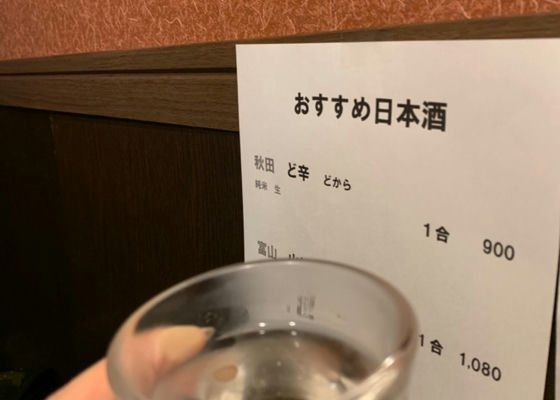 おすすめ日本酒
秋田 ど辛 どから
純米 生
1合 900
富山
1合 1,080